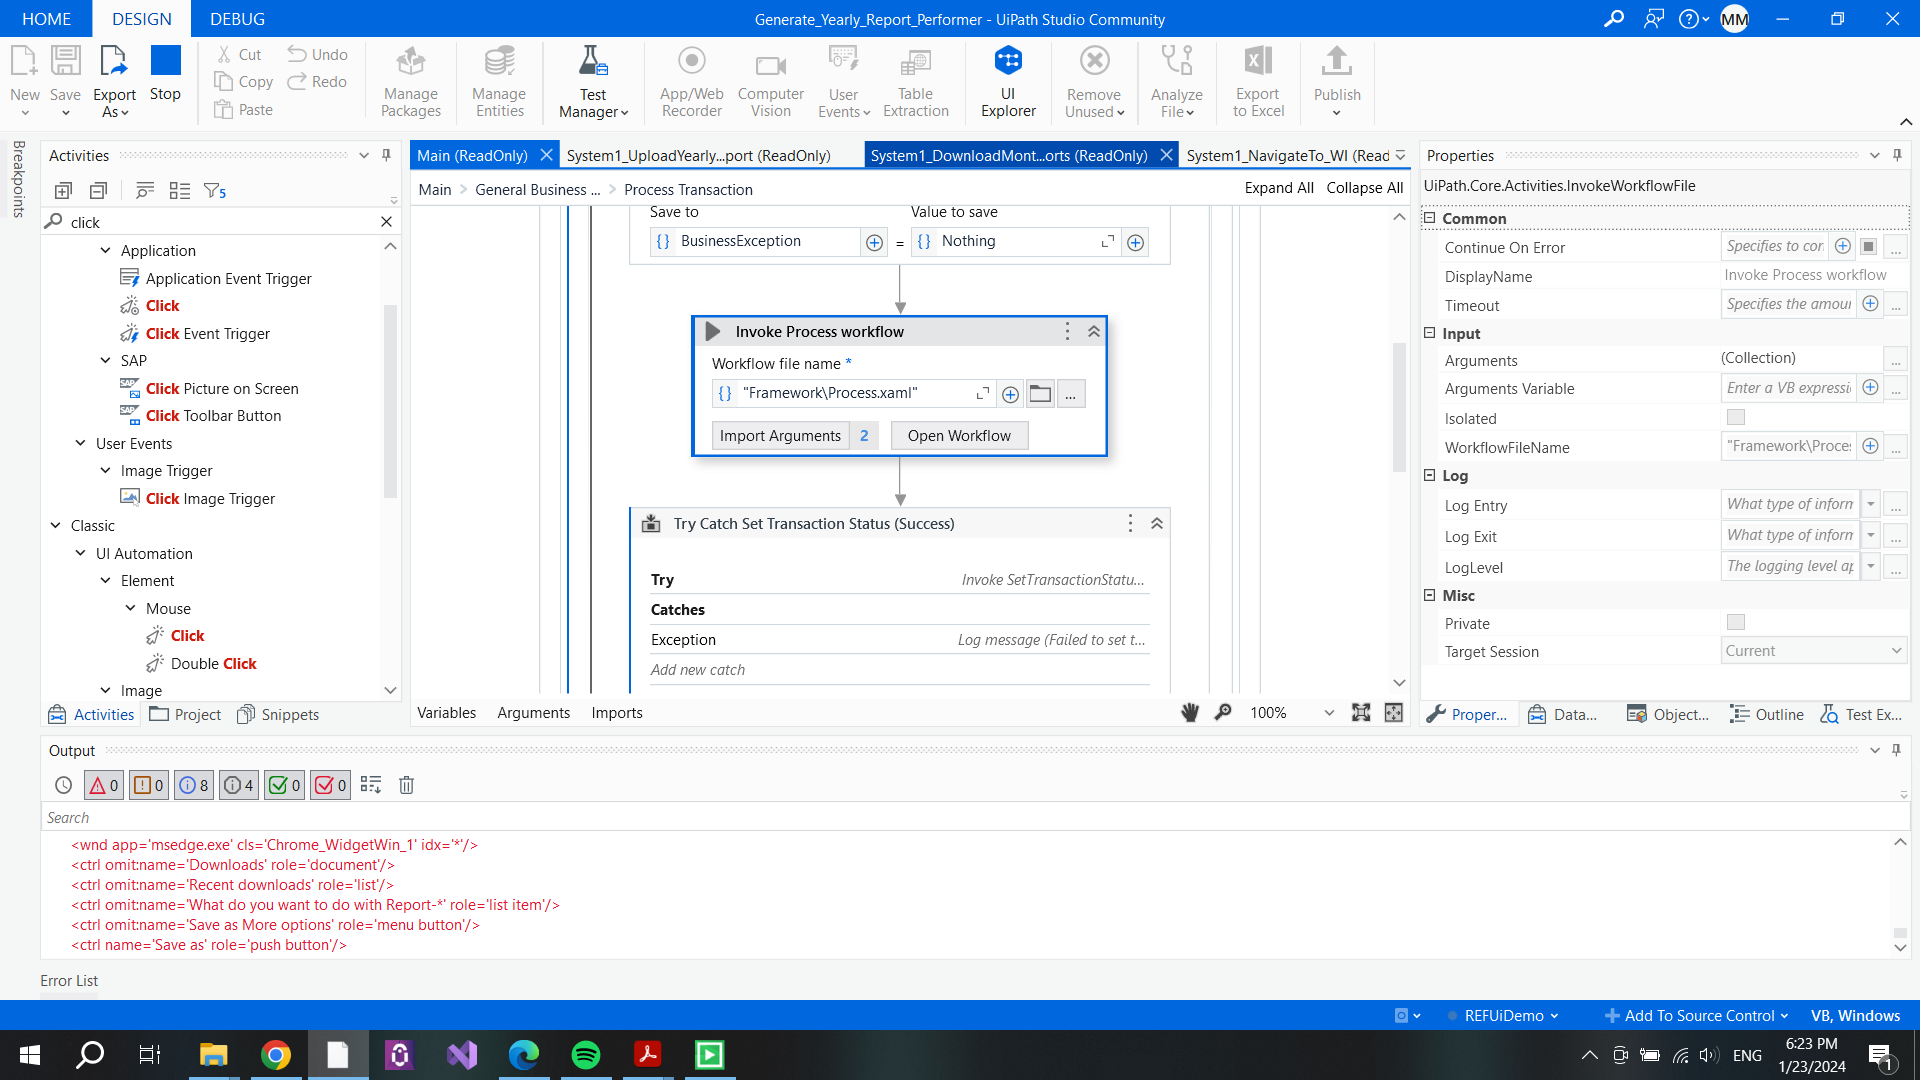 HOME DESIGN DEBUG Generate_Yearly_Report_Performer - UiPath Studio Community MM
New Save Export As Stop Cut Copy Paste Undo Redo Manage Packages Manage Entities Test Manager App/Web Recorder Computer Vision User Events Table Extraction UI Explorer Remove Unused Analyze File Export to Excel Publish
Breakpoints
Activities
5
click
Application
Application Event Trigger
Click
Click Event Trigger
SAP
Click Picture on Screen
Click Toolbar Button
User Events
Image Trigger
Click Image Trigger
Classic
UI Automation
Element
Mouse
Click
Double Click
Image
Activities Project Snippets
Main (ReadOnly) System1_UploadYearly...port (ReadOnly) System1_DownloadMont...orts (ReadOnly) System1_NavigateTo_WI (Read
Main > General Business ... > Process Transaction Expand All Collapse All
Save to Value to save
BusinessException = Nothing
Invoke Process workflow
Workflow file name *
"Framework\Process.xaml" ...
Import Arguments 2 Open Workflow
Try Catch Set Transaction Status (Success)
Try Invoke SetTransactionStatu...
Catches
Exception Log message (Failed to set t...
Add new catch
Variables Arguments Imports 100%
Properties
UiPath.Core.Activities.InvokeWorkflowFile
Common
Continue On Error Specifies to con ...
DisplayName Invoke Process workflow
Timeout Specifies the amour ...
Input
Arguments (Collection) ...
Arguments Variable Enter a VB expressi ...
Isolated
WorkflowFileName "Framework\Proces ...
Log
Log Entry What type of inform ...
Log Exit What type of inform ...
LogLevel The logging level ap ...
Misc
Private
Target Session Current
Proper... Data... Object... Outline Test Ex...
Output
0 0 8 4 0 0
Search
<wnd app='msedge.exe' cls='Chrome_WidgetWin_1' idx='*'/>
<ctrl omit:name='Downloads' role='document'/>
<ctrl omit:name='Recent downloads' role='list'/>
<ctrl omit:name='What do you want to do with Report-*' role='list item'/>
<ctrl omit:name='Save as More options' role='menu button'/>
<ctrl name='Save as' role='push button'/>
Error List
REFUiDemo Add To Source Control VB, Windows
ENG 6:23 PM
1/23/2024 1